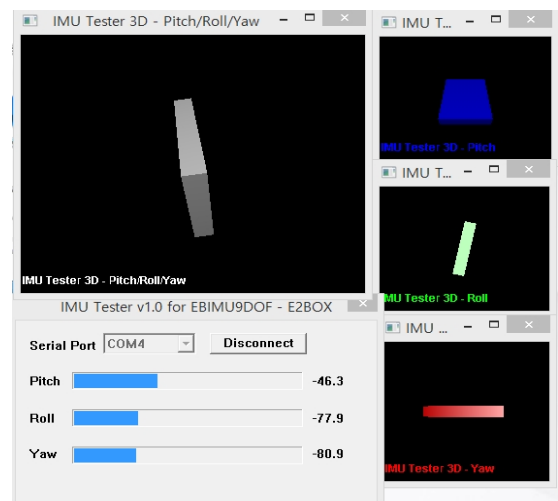 IMU Tester 3D - Pitch/Roll/Yaw
IMU Tester 3D - Pitch/Roll/Yaw
IMU T...
IMU Tester 3D - Pitch
IMU T...
IMU Tester 3D - Roll
IMU ...
IMU Tester 3D - Yaw
IMU Tester v1.0 for EBIMU9DOF - E2BOX
Serial Port COM4 Disconnect
Pitch -46.3
Roll -77.9
Yaw -80.9